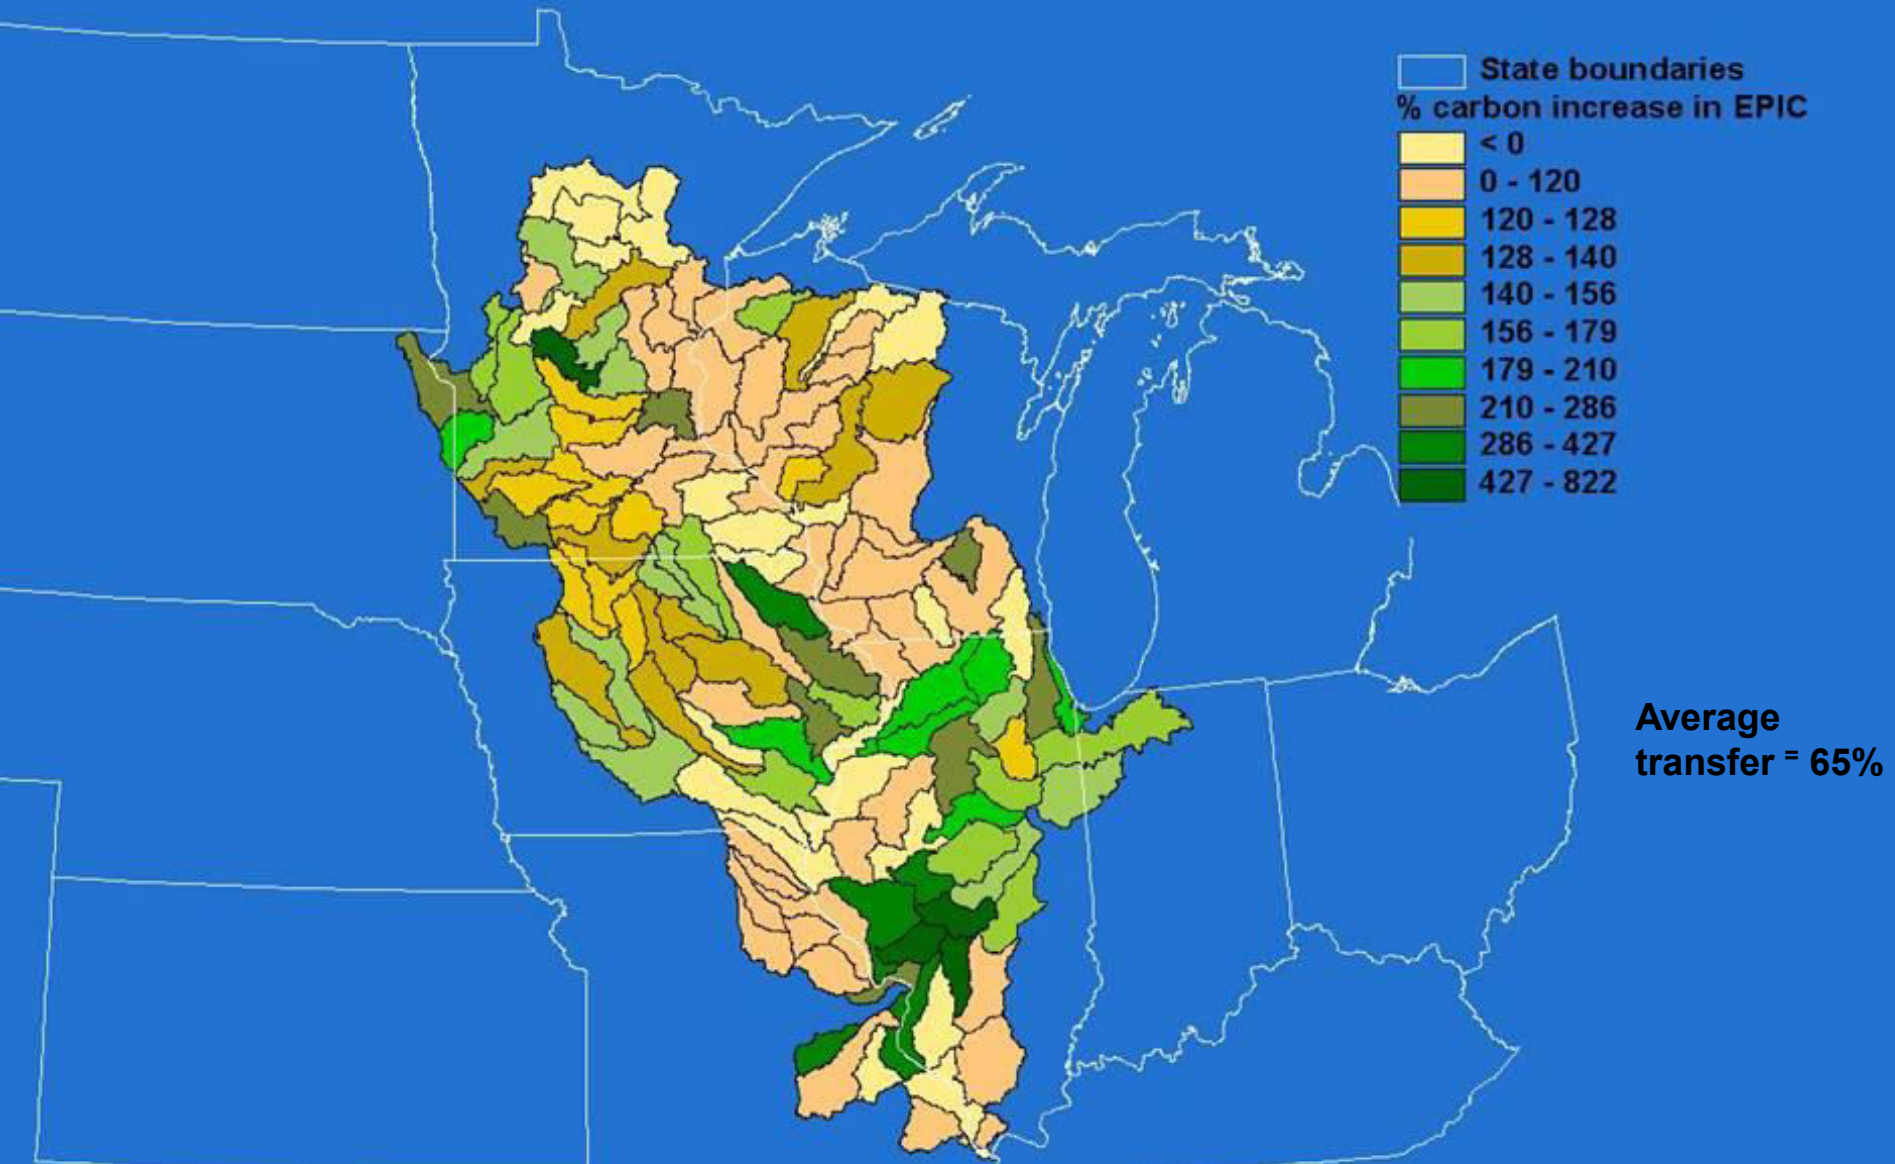 State boundaries
% carbon increase in EPIC
< 0
0 - 120
120 - 128
128 - 140
140 - 156
156 - 179
179 - 210
210 - 286
286 - 427
427 - 822
Average
transfer = 65%